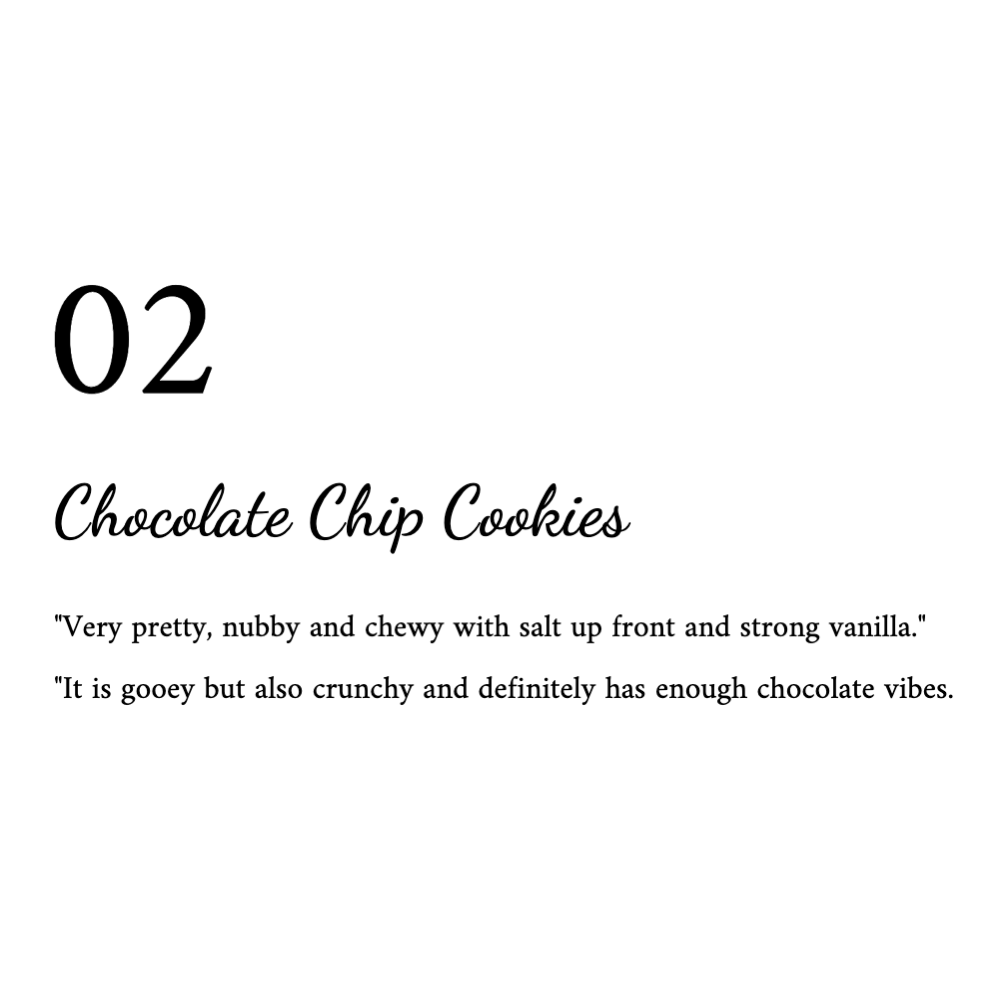 02
Chocolate Chip Cookies
"Very pretty, nubby and chewy with salt up front and strong vanilla."
"It is gooey but also crunchy and definitely has enough chocolate vibes.